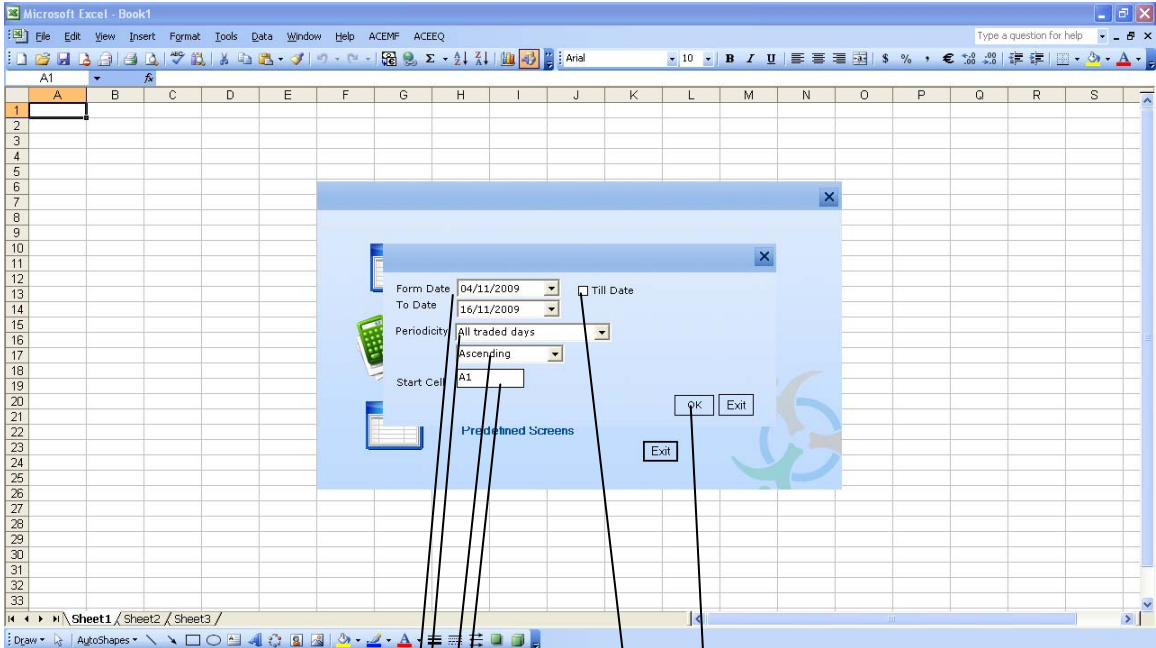 Microsoft Excel - Book1
File Edit View Insert Format Tools Data Window Help ACEMF ACEEQ Type a question for help
Arial 10 B I U $ % , €
A1 fx
A B C D E F G H I J K L M N O P Q R S
1
2
3
4
5
6
7
8
9
10
11
12
13
14
15
16
17
18
19
20
21
22
23
24
25
26
27
28
29
30
31
32
33
Form Date 04/11/2009 Till Date
To Date 16/11/2009
Periodicity All traded days
Ascending
Start Cell A1
OK Exit
Predefined Screens
Exit
Sheet1 Sheet2 Sheet3
Draw AutoShapes